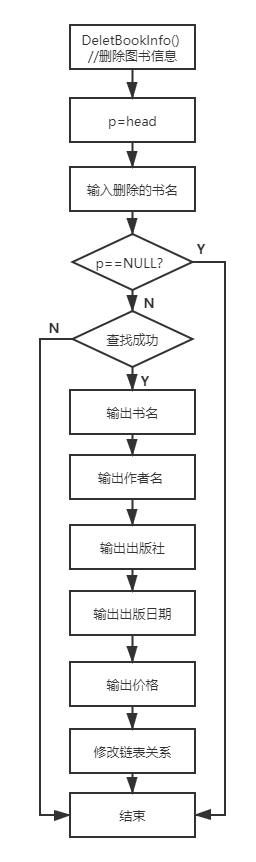 DeletBookInfo()
//删除图书信息
p=head
输入删除的书名
p==NULL?
Y
N
查找成功
N
Y
输出书名
输出作者名
输出出版社
输出出版日期
输出价格
修改链表关系
结束